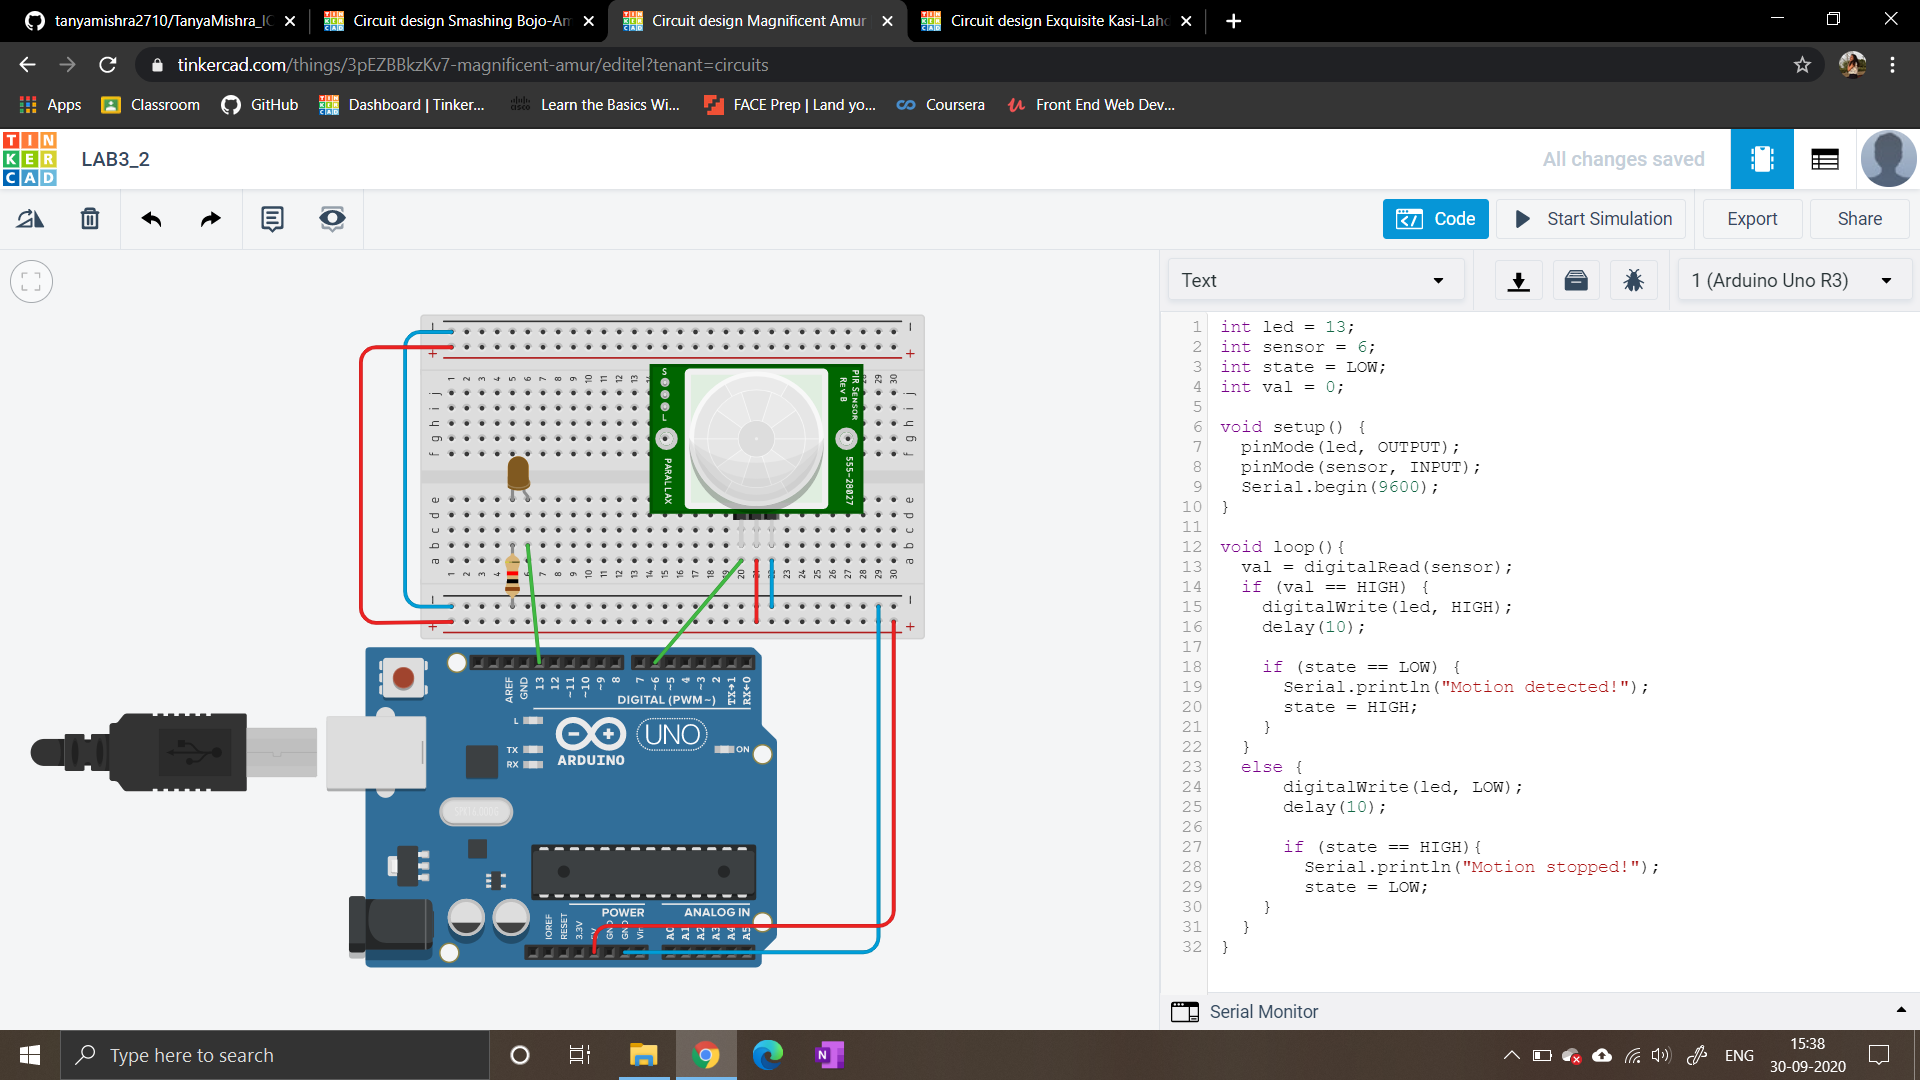 tanyamishra2710/TanyaMishra_IC
Circuit design Smashing Bojo-Am
Circuit design Magnificent Amur
Circuit design Exquisite Kasi-Laho
tinkercad.com/things/3pEZBBkzKv7-magnificent-amur/editel?tenant=circuits
Apps
Classroom
GitHub
Dashboard | Tinker...
Learn the Basics Wi...
FACE Prep | Land yo...
Coursera
Front End Web Dev...
TIN
KER
CAD
LAB3_2
All changes saved
Code
Start Simulation
Export
Share
Text
1 (Arduino Uno R3)
1 int led = 13;
2 int sensor = 6;
3 int state = LOW;
4 int val = 0;
5
6 void setup() {
7 pinMode(led, OUTPUT);
8 pinMode(sensor, INPUT);
9 Serial.begin(9600);
10 }
11
12 void loop(){
13 val = digitalRead(sensor);
14 if (val == HIGH) {
15 digitalWrite(led, HIGH);
16 delay(10);
17
18 if (state == LOW) {
19 Serial.println("Motion detected!");
20 state = HIGH;
21 }
22 }
23 else {
24 digitalWrite(led, LOW);
25 delay(10);
26
27 if (state == HIGH){
28 Serial.println("Motion stopped!");
29 state = LOW;
30 }
31 }
32 }
Serial Monitor
S
L
PARALLAX
PIR SENSOR
REV B
555-28027
AREF
GND
13
12
~11
~10
~9
8
7
~6
~5
4
~3
2
TX→1
RX←0
DIGITAL (PWM~)
L
TX
RX
ARDUINO
UNO
ON
POWER
ANALOG IN
IOREF
RESET
3.3V
A0
A1
A2
A3
A4
A5
Type here to search
ENG
15:38
30-09-2020